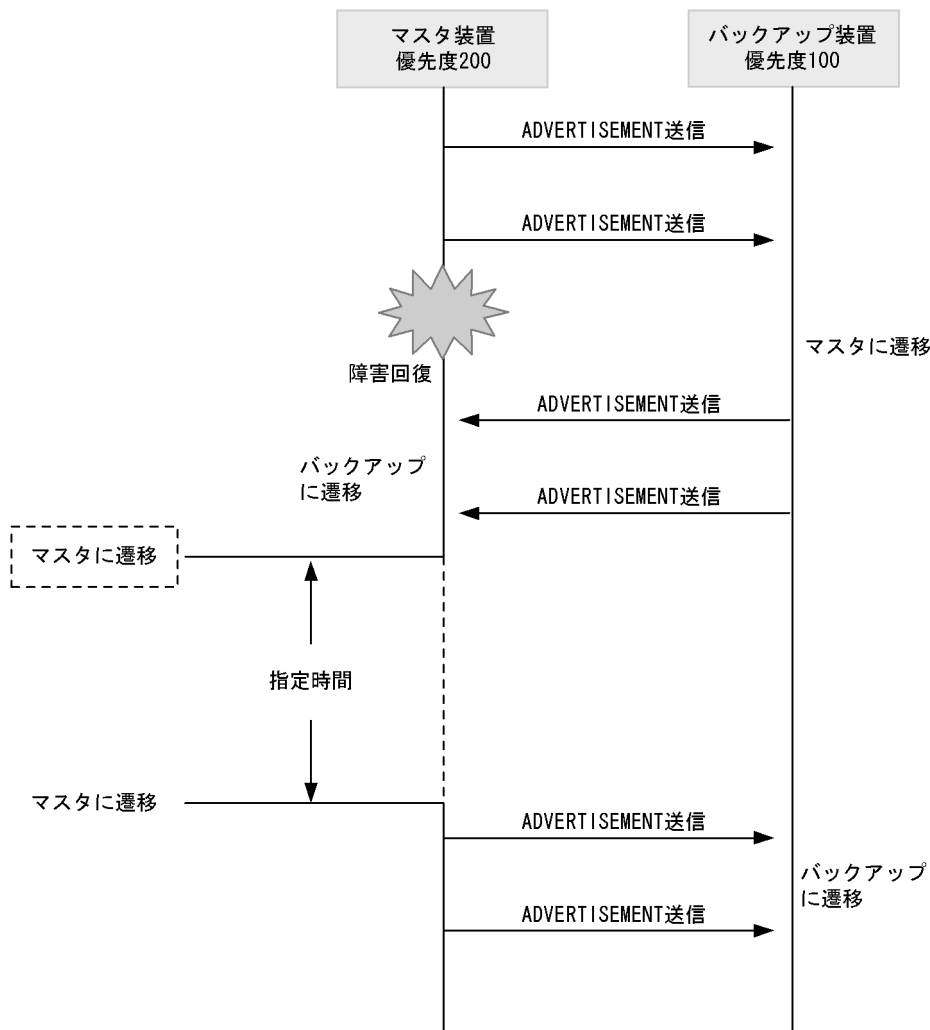 マスタ装置
優先度200
バックアップ装置
優先度100
ADVERTISEMENT送信
ADVERTISEMENT送信
マスタに遷移
障害回復
ADVERTISEMENT送信
バックアップ
に遷移
ADVERTISEMENT送信
マスタに遷移
指定時間
マスタに遷移
ADVERTISEMENT送信
バックアップ
に遷移
ADVERTISEMENT送信